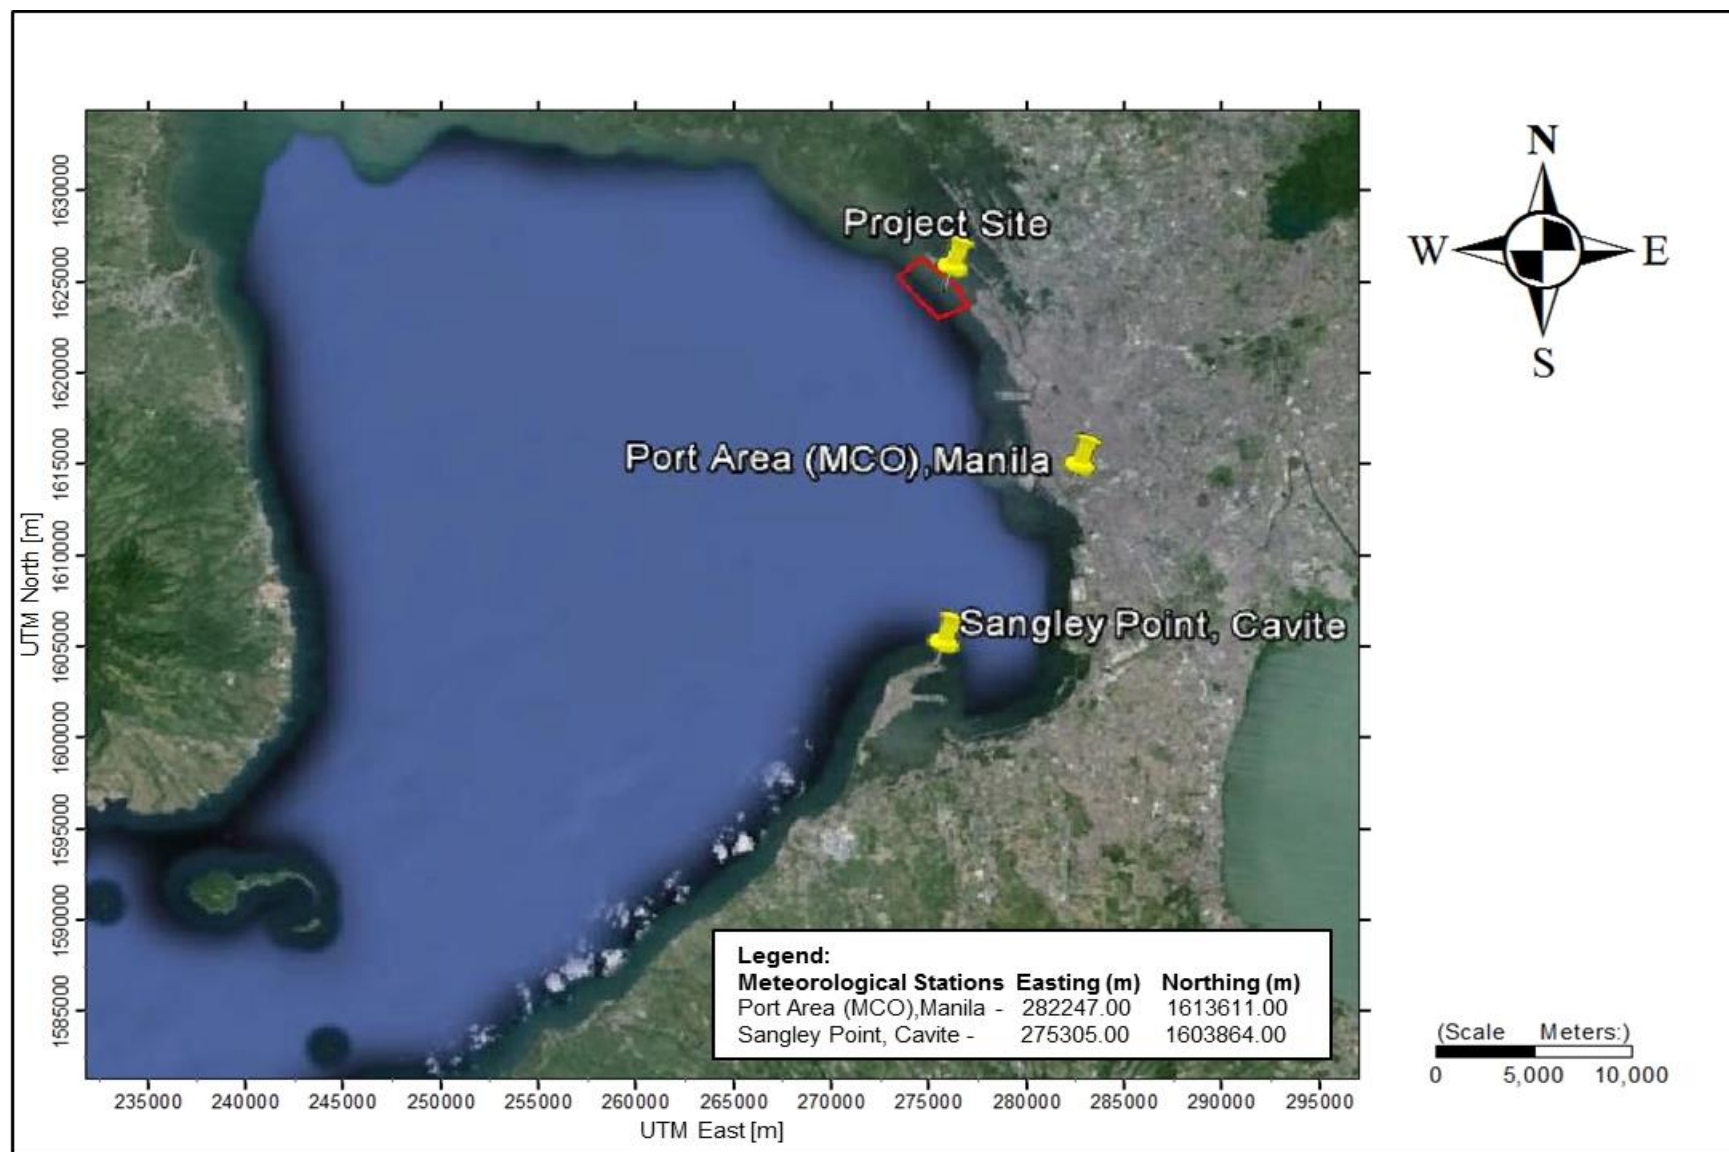 N
W E
S
Project Site
Port Area (MCO),Manila
Sangley Point, Cavite
UTM North [m]
1630000
1625000
1620000
1615000
1610000
1605000
1600000
1595000
1590000
1585000
Legend:
Meteorological Stations Easting (m) Northing (m)
Port Area (MCO),Manila - 282247.00 1613611.00
Sangley Point, Cavite - 275305.00 1603864.00
(Scale Meters:)
0 5,000 10,000
235000 240000 245000 250000 255000 260000 265000 270000 275000 280000 285000 290000 295000
UTM East [m]